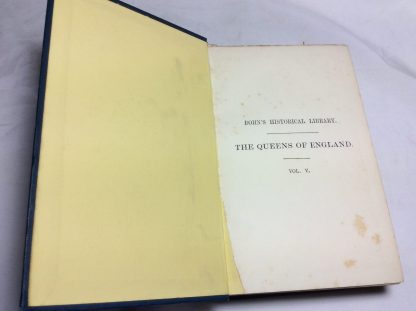 BOHN'S HISTORICAL LIBRARY.
THE QUEENS OF ENGLAND.
VOL. V.